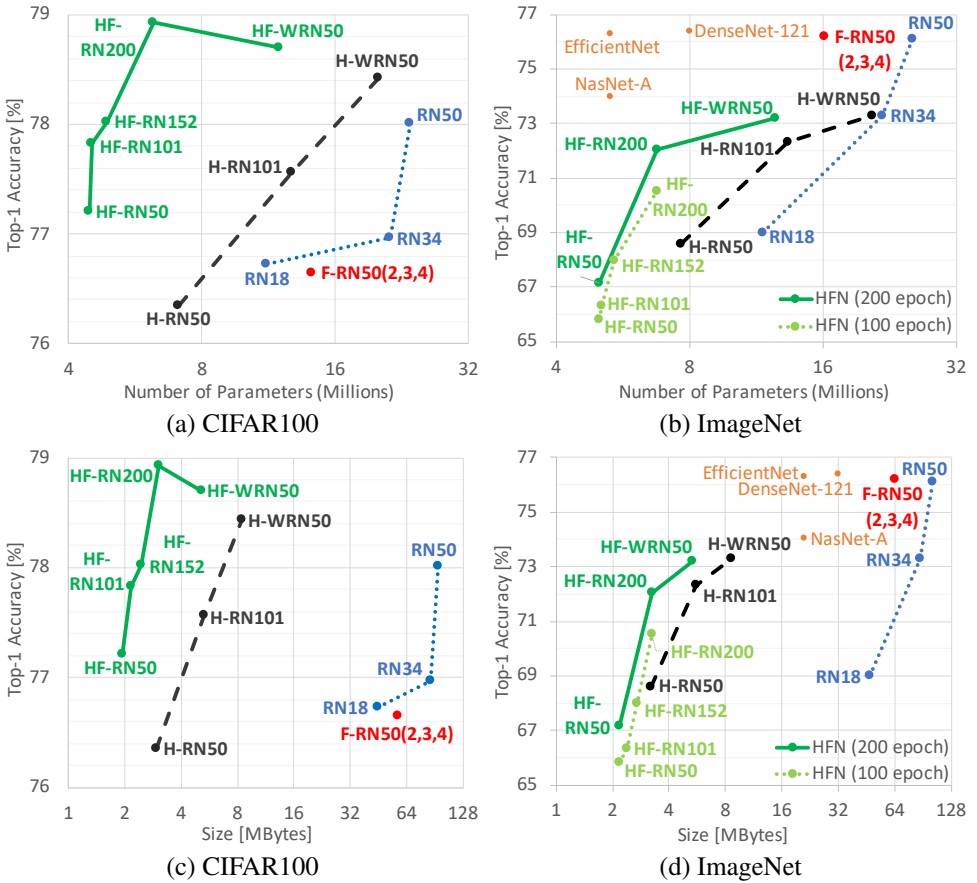 79
78
77
76
Top-1 Accuracy [%]
HF-
RN200
HF-WRN50
H-WRN50
HF-RN152
HF-RN101
RN50
H-RN101
HF-RN50
RN34
RN18
F-RN50(2,3,4)
H-RN50
4 8 16 32
Number of Parameters (Millions)
(a) CIFAR100
77
75
73
71
69
67
65
Top-1 Accuracy [%]
DenseNet-121
EfficientNet
F-RN50
(2,3,4)
RN50
NasNet-A
HF-WRN50
H-WRN50
RN34
HF-RN200
H-RN101
HF-
RN200
H-RN50
RN18
HF-
RN50
HF-RN152
HF-RN101
HF-RN50
HFN (200 epoch)
HFN (100 epoch)
4 8 16 32
Number of Parameters (Millions)
(b) ImageNet
79
78
77
76
Top-1 Accuracy [%]
HF-RN200
HF-WRN50
H-WRN50
HF-
RN152
HF-
RN101
RN50
H-RN101
HF-RN50
RN34
RN18
F-RN50(2,3,4)
H-RN50
1 2 4 8 16 32 64 128
Size [MBytes]
(c) CIFAR100
77
75
73
71
69
67
65
Top-1 Accuracy [%]
EfficientNet
DenseNet-121
RN50
F-RN50
(2,3,4)
NasNet-A
HF-WRN50
H-WRN50
RN34
HF-RN200
H-RN101
HF-RN200
H-RN50
RN18
HF-
RN50
HF-RN152
HF-RN101
HF-RN50
HFN (200 epoch)
HFN (100 epoch)
1 2 4 8 16 32 64 128
Size [MBytes]
(d) ImageNet